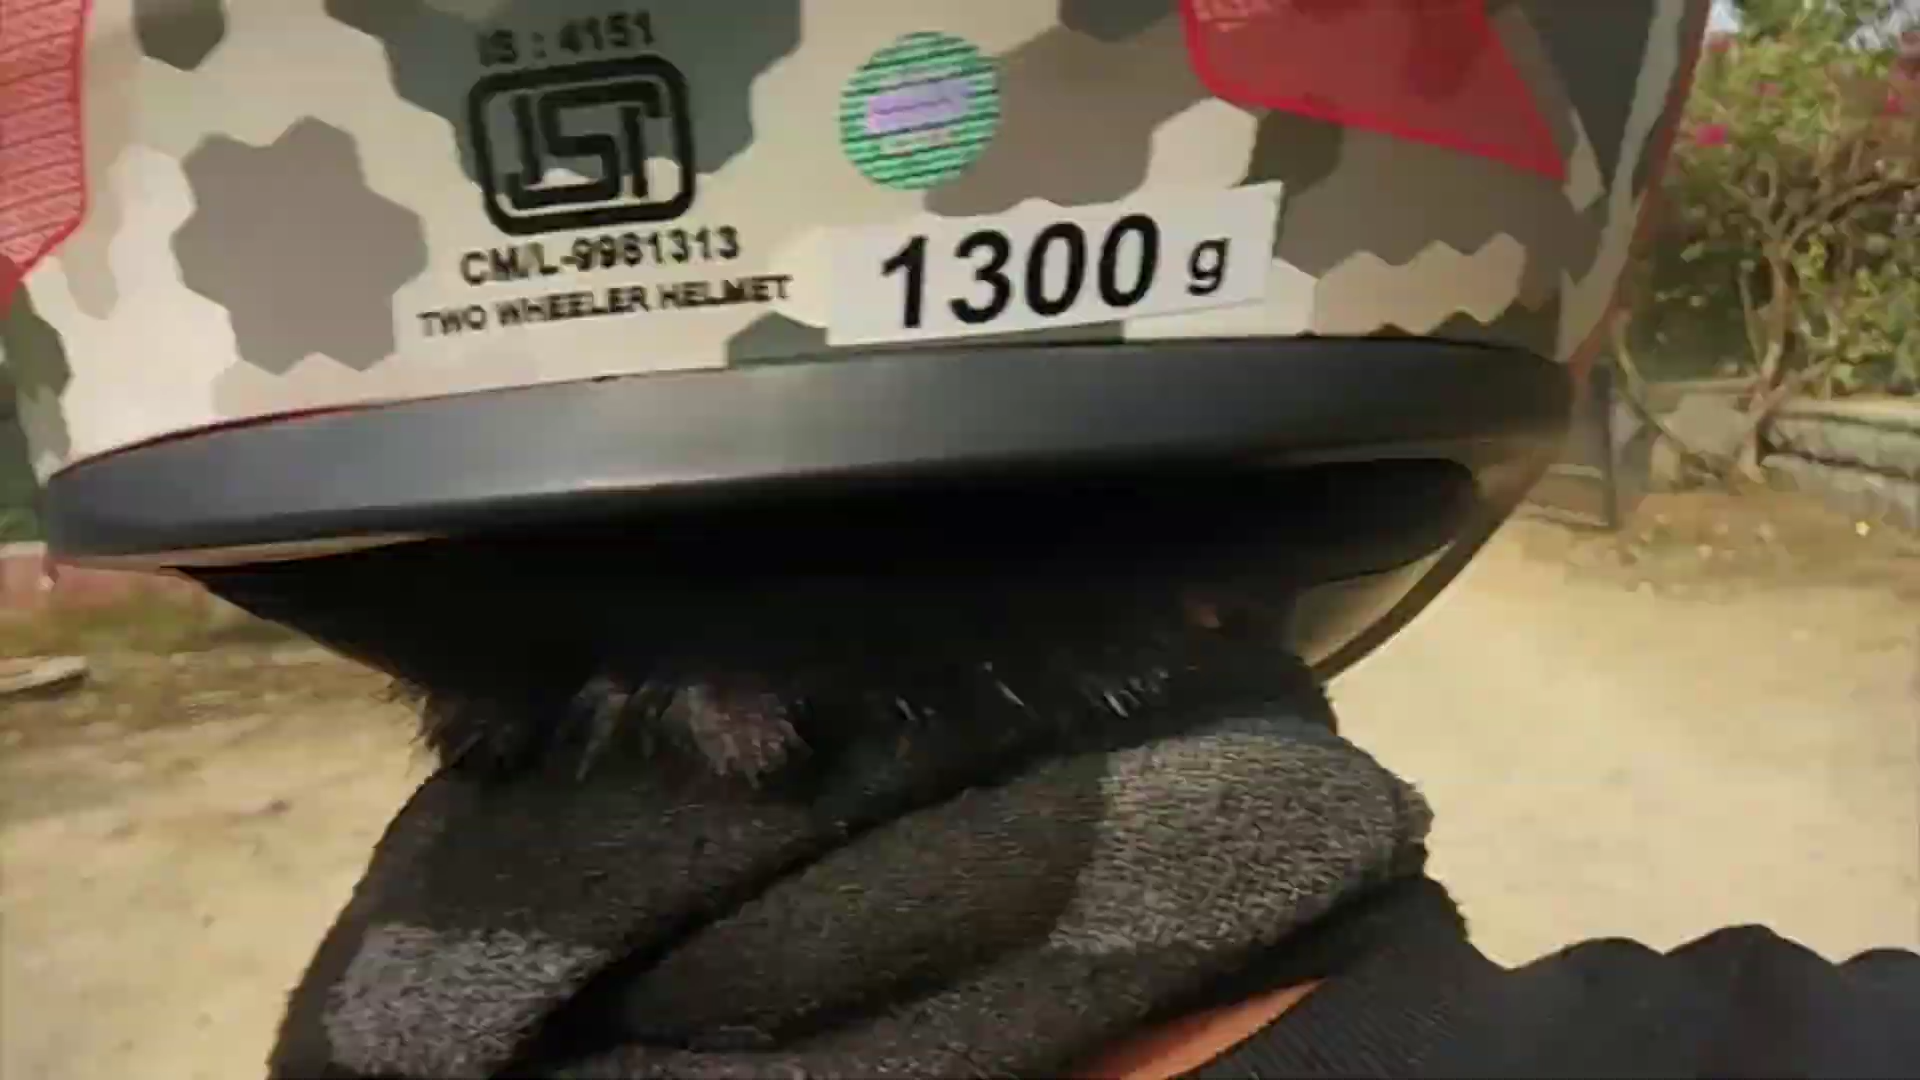 IS : 4151
ISI
CM/L-9981313
TWO WHEELER HELMET
1300 g